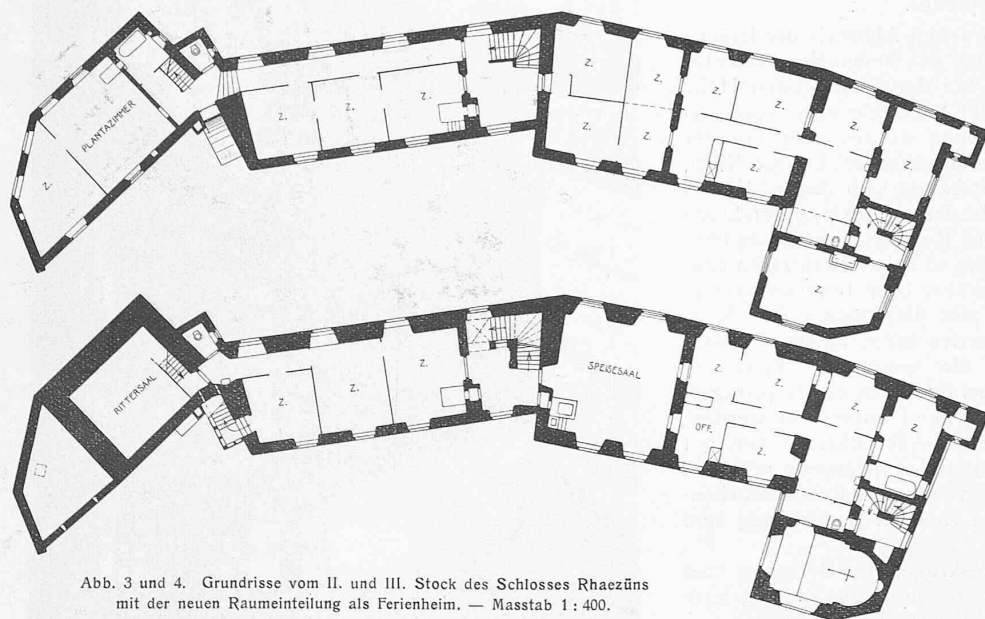 PLANTAZIMMER
Z.
Z.
Z.
Z.
Z.
Z.
Z.
Z.
Z.
Z.
Z.
RITTERSAAL
Z.
Z.
SPEISESAAL
Z.
OFF.
Z.
Z.
Z.
Abb. 3 und 4. Grundrisse vom II. und III. Stock des Schlosses Rhaezüns
mit der neuen Raumeinteilung als Ferienheim. — Masstab 1 : 400.